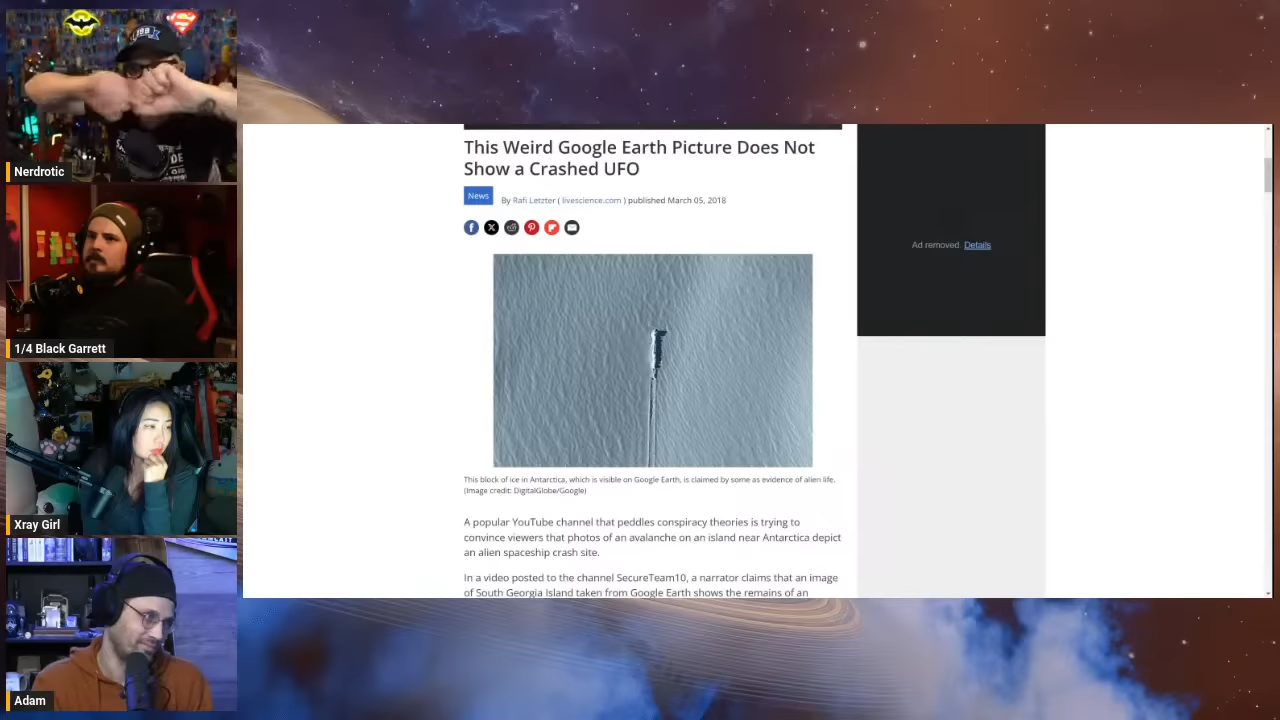 Nerdrotic
1/4 Black Garrett
Xray Girl
Adam
This Weird Google Earth Picture Does Not
Show a Crashed UFO
News
By Rafi Letzter ( livescience.com ) published March 05, 2018
This block of ice in Antarctica, which is visible on Google Earth, is claimed by some as evidence of alien life.
(Image credit: DigitalGlobe/Google)
A popular YouTube channel that peddles conspiracy theories is trying to
convince viewers that photos of an avalanche on an island near Antarctica depict
an alien spaceship crash site.
In a video posted to the channel SecureTeam10, a narrator claims that an image
of South Georgia Island taken from Google Earth shows the remains of an
Ad removed. Details